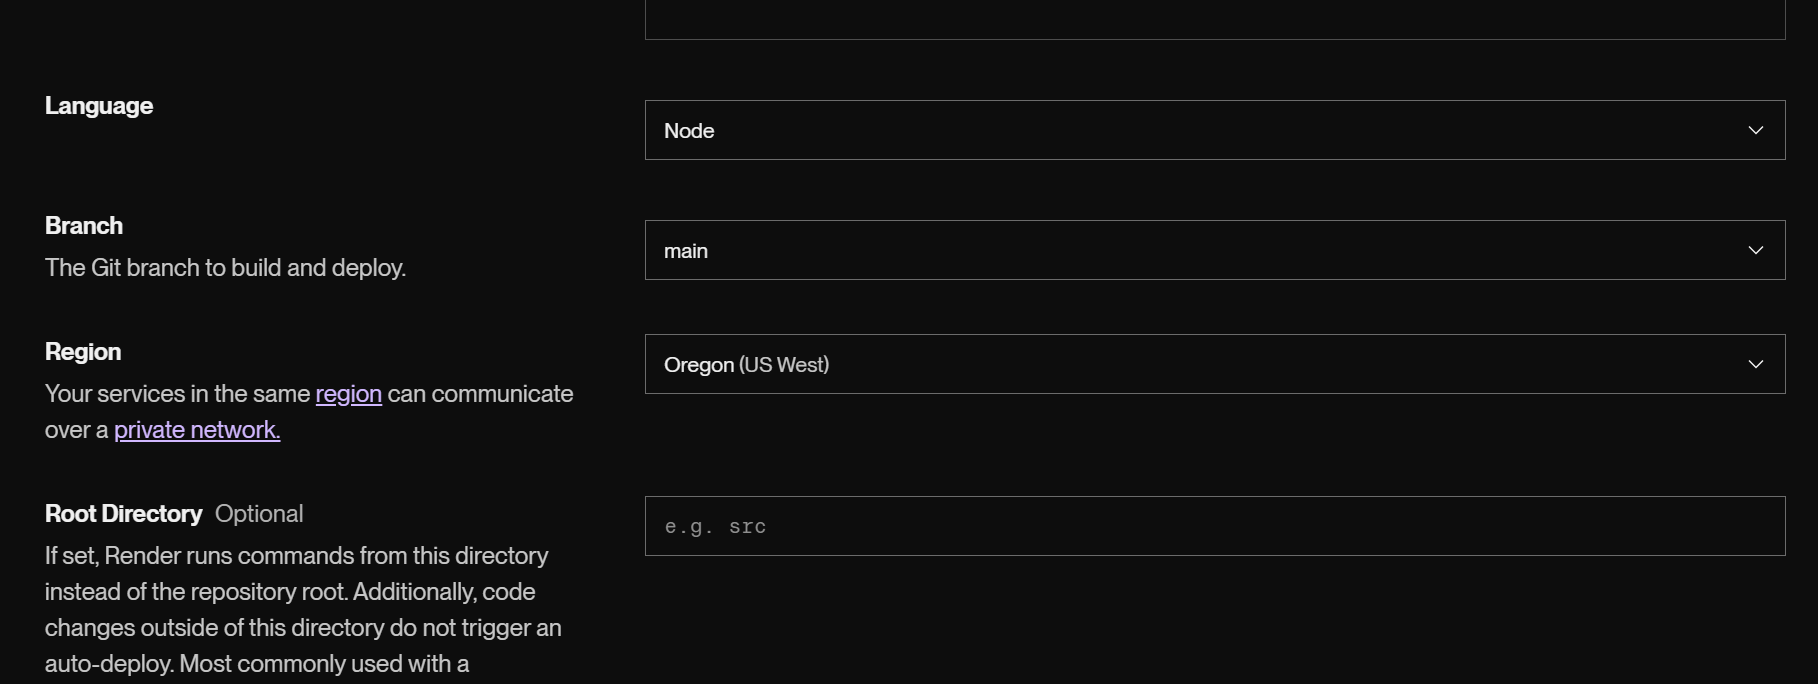 Language
Node
Branch
The Git branch to build and deploy.
main
Region
Your services in the same region can communicate
over a private network.
Oregon (US West)
Root Directory Optional
If set, Render runs commands from this directory
instead of the repository root. Additionally, code
changes outside of this directory do not trigger an
auto-deploy. Most commonly used with a
e.g. src